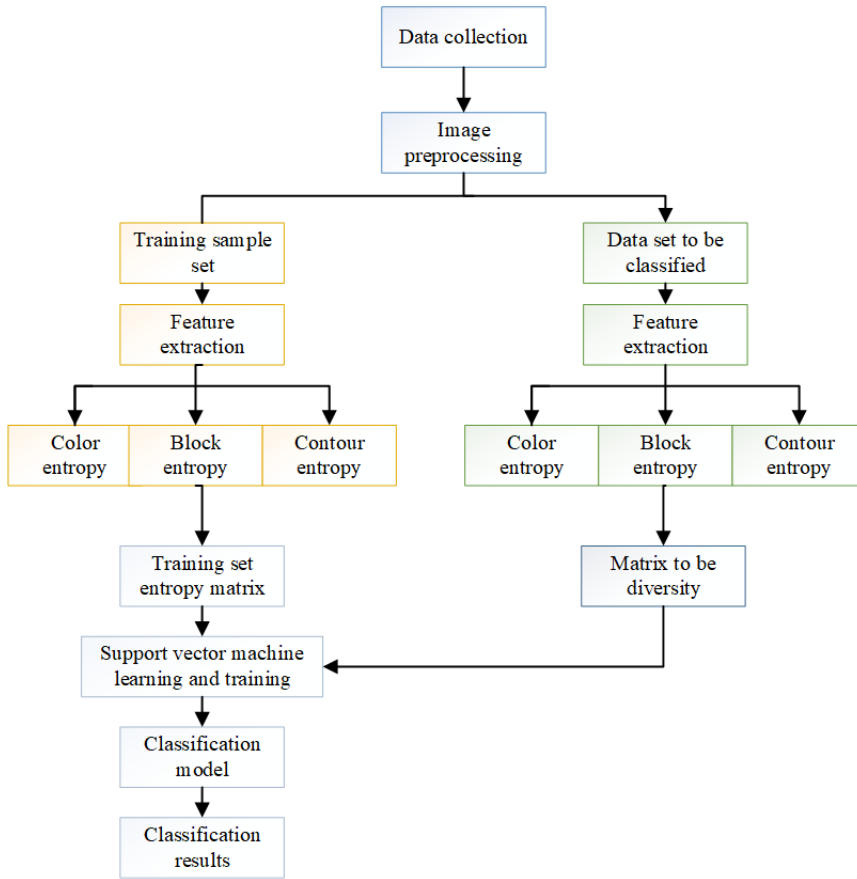 Data collection
Image
preprocessing
Training sample
set
Data set to be
classified
Feature
extraction
Feature
extraction
Color
entropy
Block
entropy
Contour
entropy
Color
entropy
Block
entropy
Contour
entropy
Training set
entropy matrix
Matrix to be
diversity
Support vector machine
learning and training
Classification
model
Classification
results